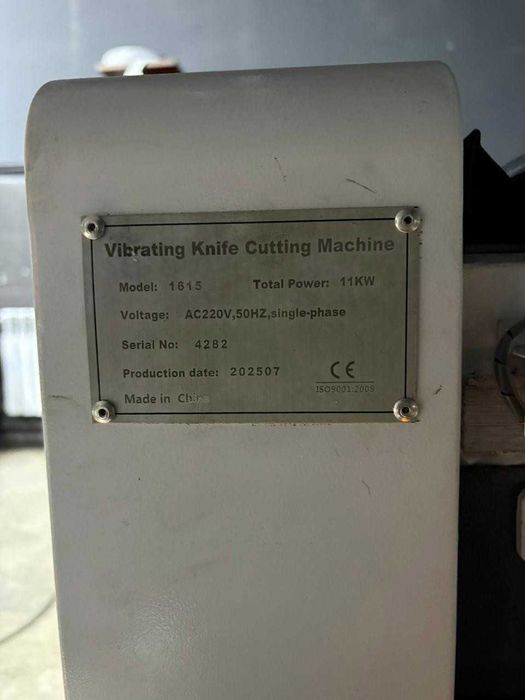 Vibrating Knife Cutting Machine
Model: 1615 Total Power: 11KW
Voltage: AC220V,50HZ,single-phase
Serial No: 4282
Production date: 202507
CE
ISO9001:2008
Made in China